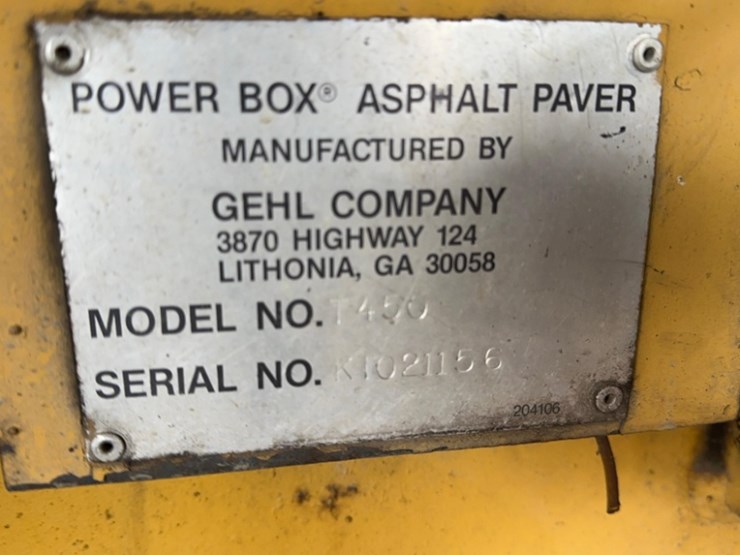 POWER BOX® ASPHALT PAVER
MANUFACTURED BY
GEHL COMPANY
3870 HIGHWAY 124
LITHONIA, GA 30058
MODEL NO.
SERIAL NO.
204106